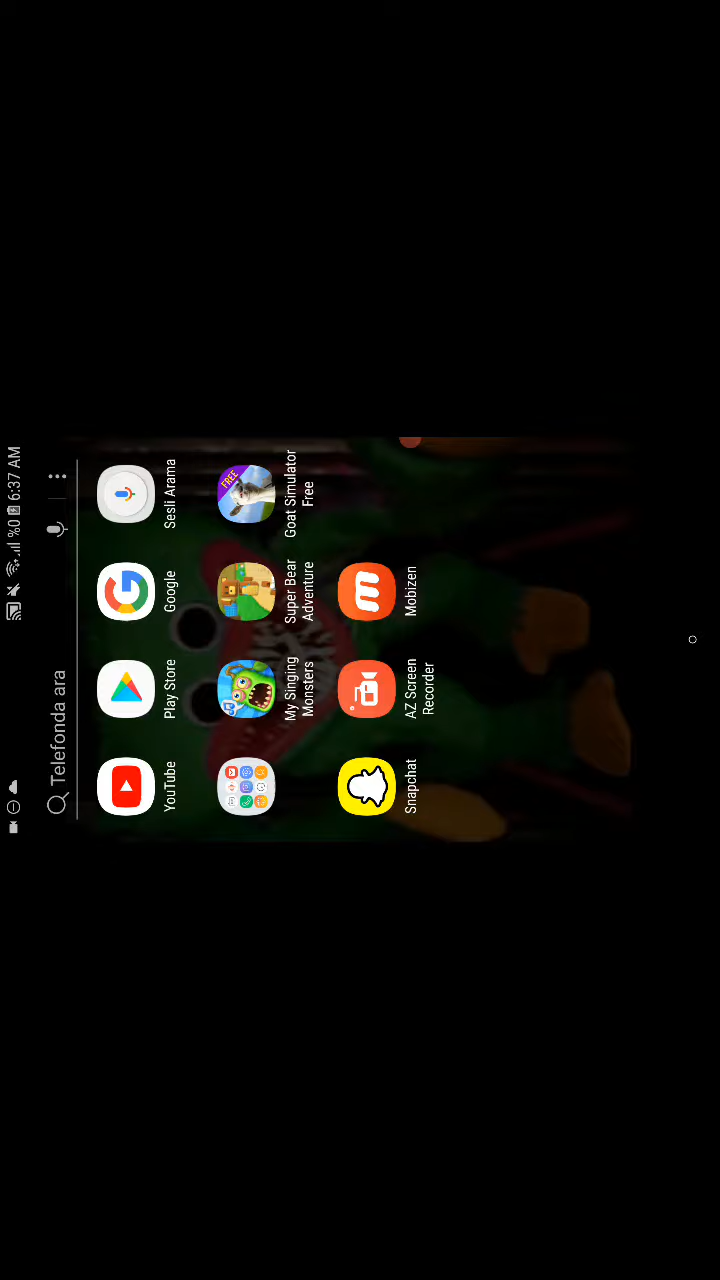 %0 6:37 AM
Telefonda ara
YouTube
Play Store
Google
Sesli Arama
My Singing
Monsters
Super Bear
Adventure
FREE
Goat Simulator
Free
Snapchat
AZ Screen
Recorder
Mobizen